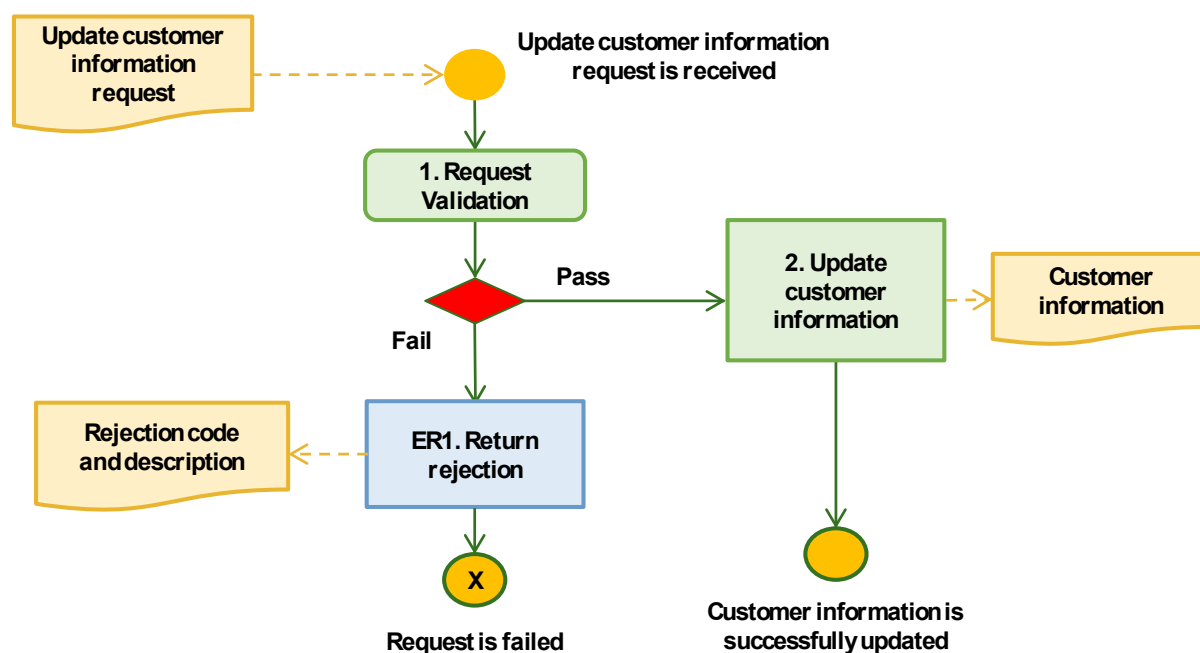 Update customer
information
request
Update customer information
request is received
1. Request
Validation
Pass
Fail
2. Update
customer
information
Customer
information
Rejection code
and description
ER1. Return
rejection
X
Request is failed
Customer information is
successfully updated